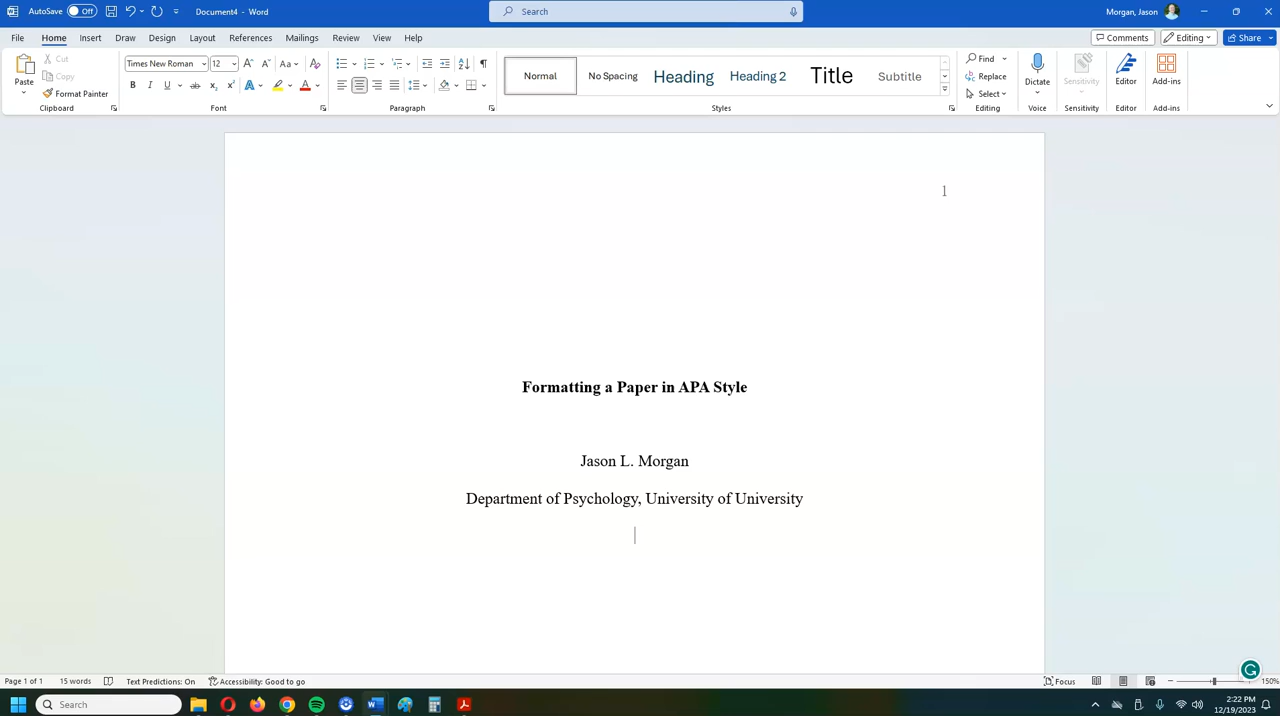 AutoSave Off Document4 - Word Search Morgan, Jason
File Home Insert Draw Design Layout References Mailings Review View Help Comments Editing Share
Paste Cut Copy Format Painter
Times New Roman 12 A A Aa A
B I U ab x₂ x² A A
Normal No Spacing Heading Heading 2 Title Subtitle
Find Replace Select
Dictate Sensitivity Editor Add-ins
Clipboard Font Paragraph Styles Editing Voice Sensitivity Editor Add-ins
1
Formatting a Paper in APA Style
Jason L. Morgan
Department of Psychology, University of University
Page 1 of 1 15 words Text Predictions: On Accessibility: Good to go Focus 150%
Search 2:22 PM
12/19/2023